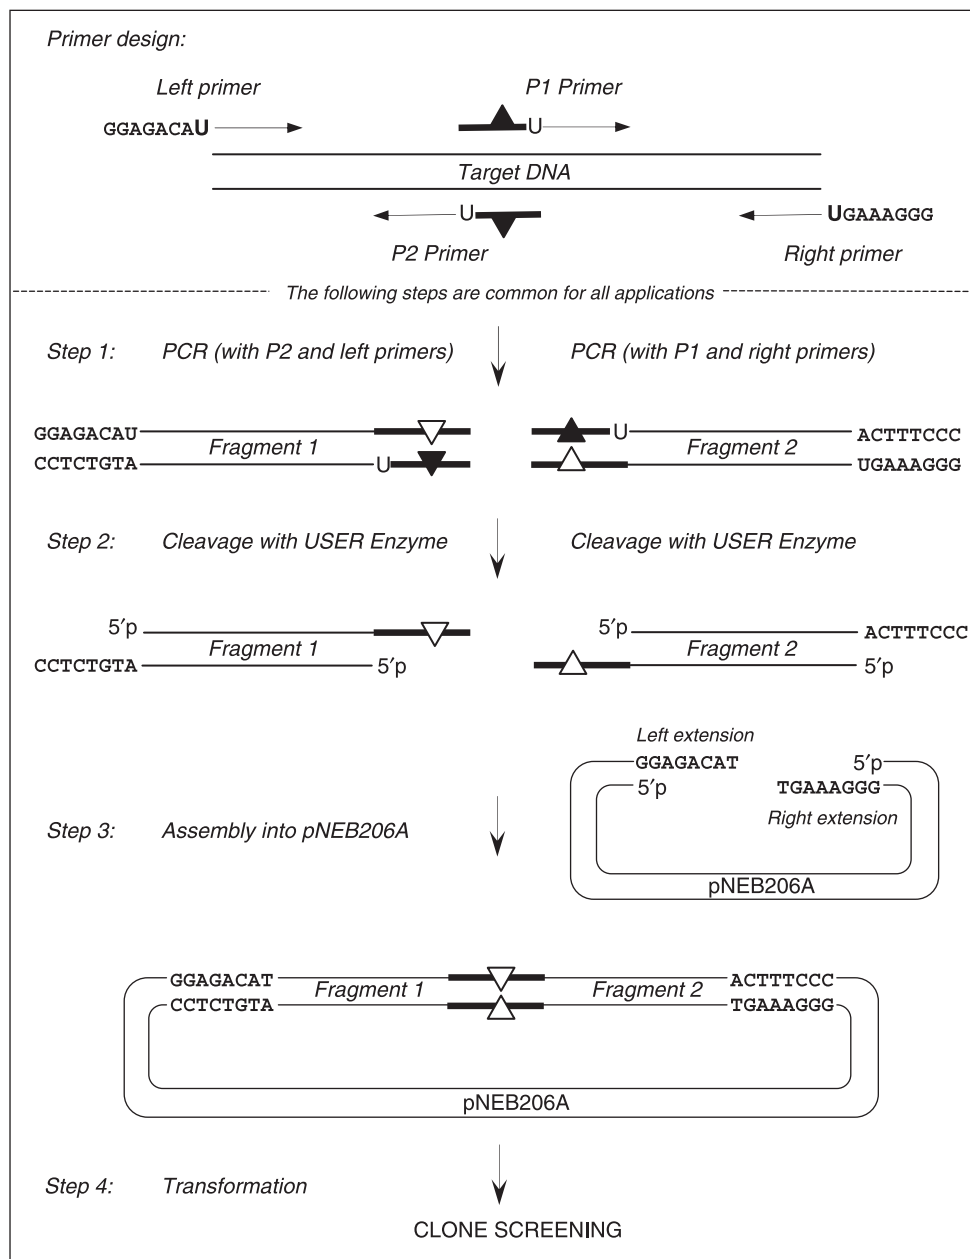 Primer design:
Left primer
P1 Primer
GGAGACAU
U
Target DNA
U
UGAAAGGG
P2 Primer
Right primer
The following steps are common for all applications
Step 1: PCR (with P2 and left primers) PCR (with P1 and right primers)
GGAGACAU
Fragment 1
CCTCTGTA
U
U
ACTTTCCC
Fragment 2
UGAAAGGG
Step 2: Cleavage with USER Enzyme Cleavage with USER Enzyme
5′p
Fragment 1
CCTCTGTA
5′p
5′p
ACTTTCCC
Fragment 2
5′p
Left extension
GGAGACAT
5′p
5′p
TGAAAGGG
Right extension
pNEB206A
Step 3: Assembly into pNEB206A
GGAGACAT
ACTTTCCC
Fragment 1
Fragment 2
CCTCTGTA
TGAAAGGG
pNEB206A
Step 4: Transformation
CLONE SCREENING